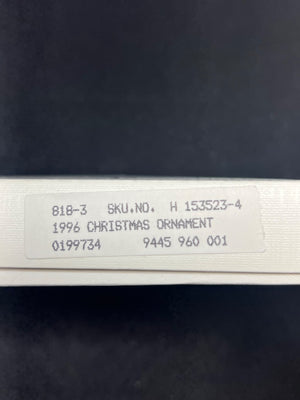 818-3 SKU.NO. H 153523-4
1996 CHRISTMAS ORNAMENT
0199734 9445 960 001